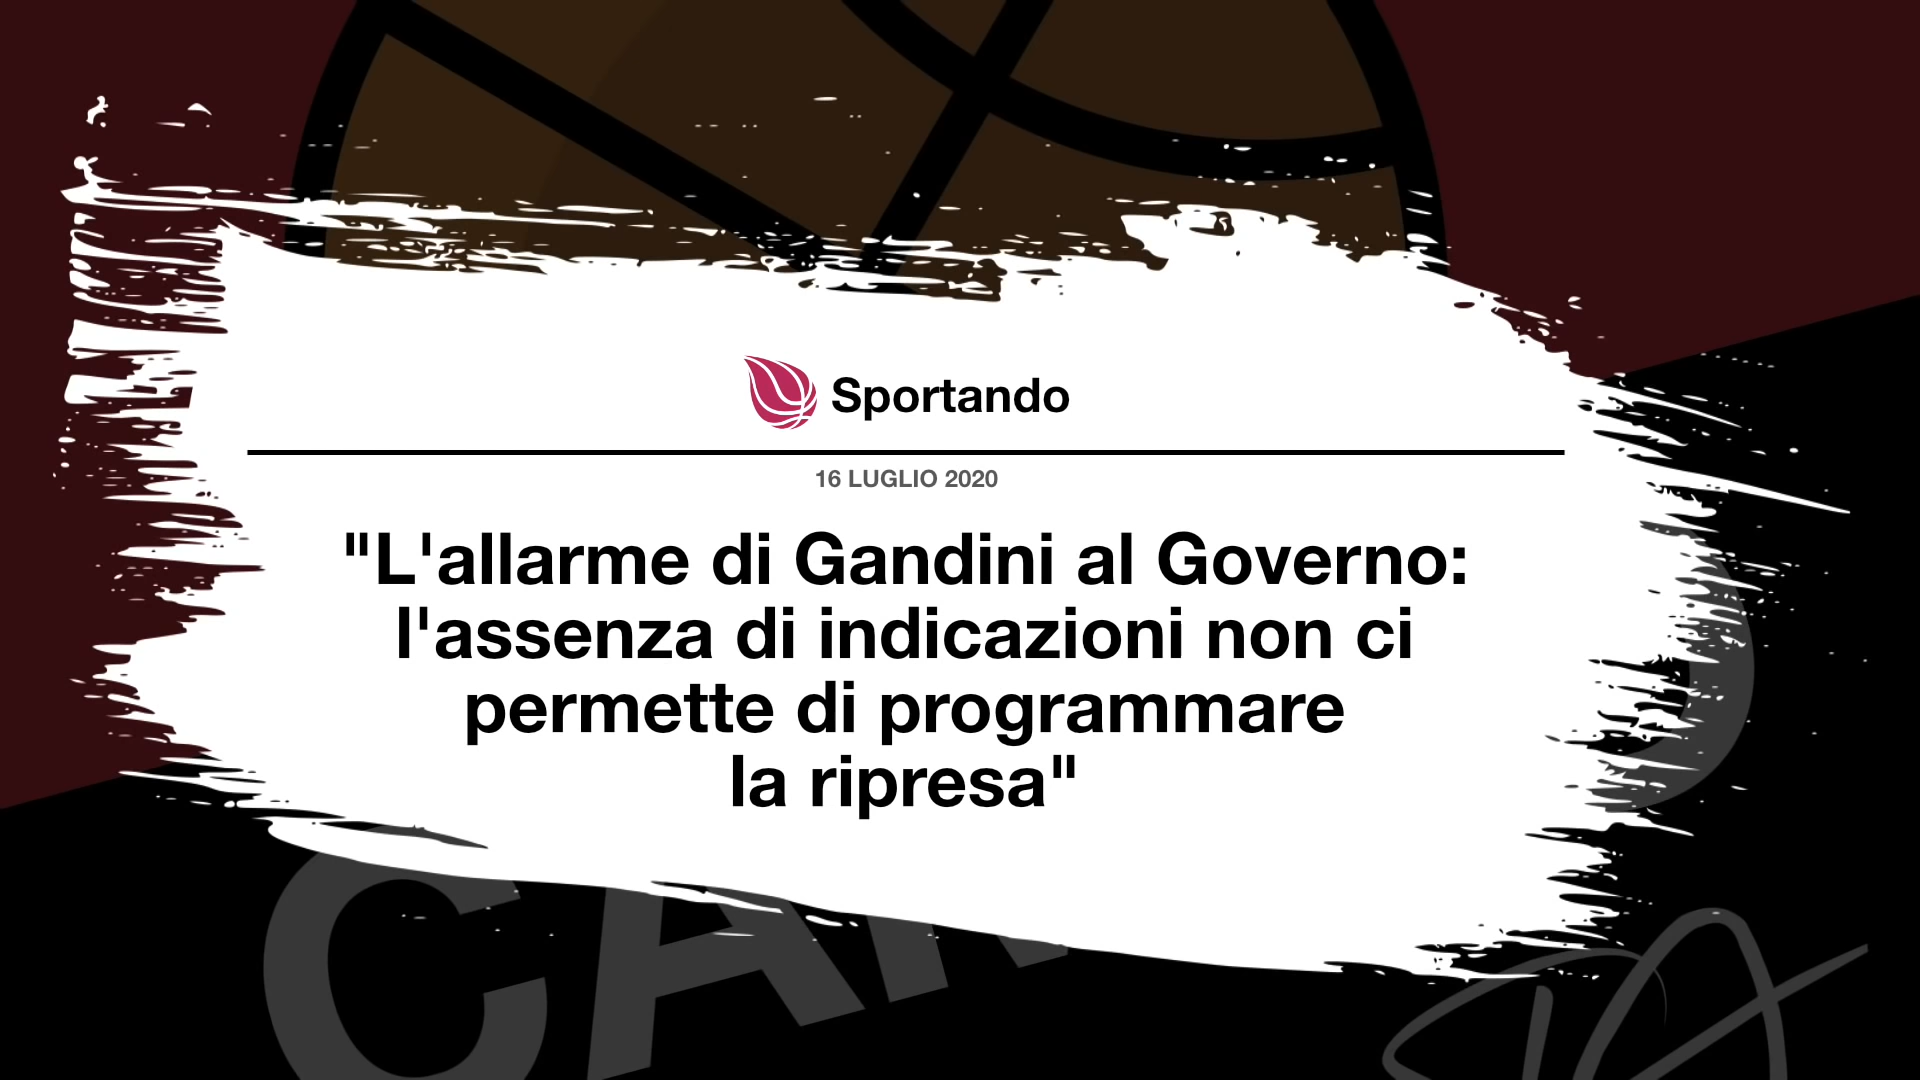 Sportando
16 LUGLIO 2020
"L'allarme di Gandini al Governo:
l'assenza di indicazioni non ci
permette di programmare
la ripresa"